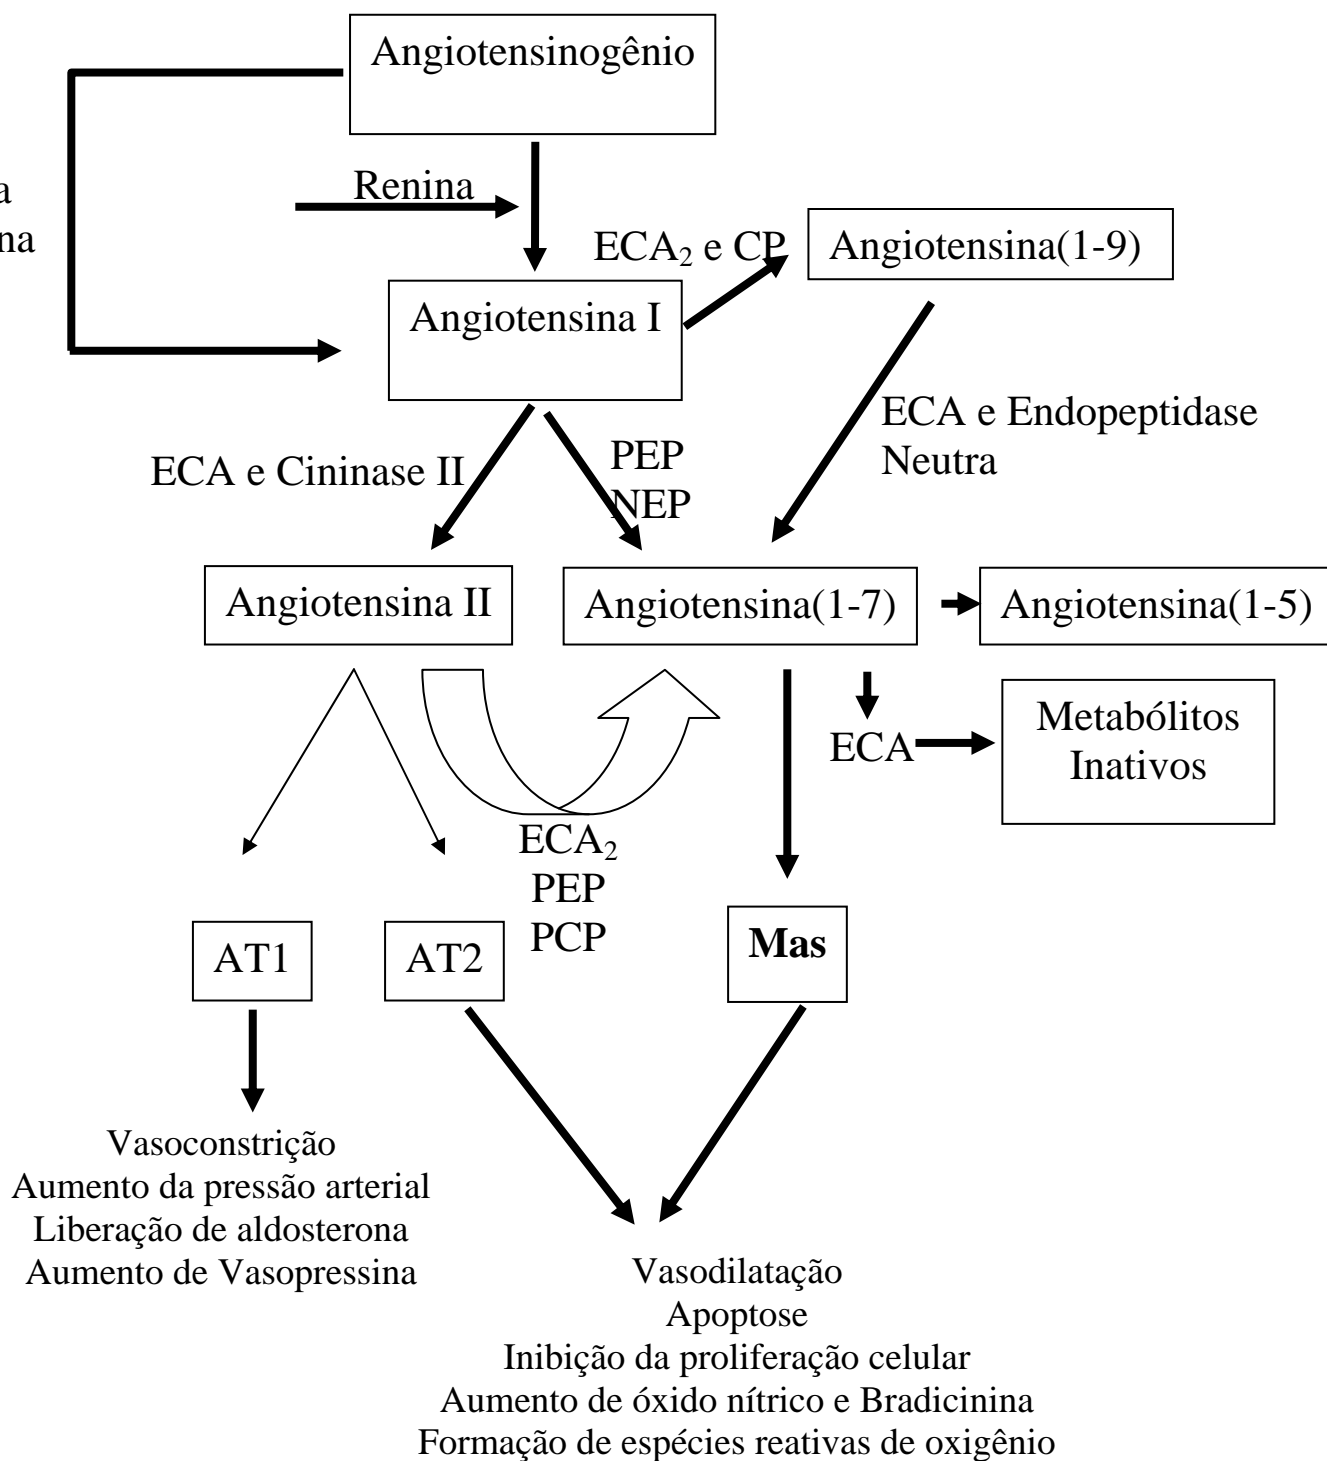 Angiotensinogênio
Renina
a
na
ECA₂ e CP
Angiotensina(1-9)
Angiotensina I
ECA e Endopeptidase
Neutra
ECA e Cininase II
PEP
NEP
Angiotensina II
Angiotensina(1-7)
Angiotensina(1-5)
ECA
Metabólitos
Inativos
ECA₂
PEP
PCP
AT1
AT2
Mas
Vasoconstrição
Aumento da pressão arterial
Liberação de aldosterona
Aumento de Vasopressina
Vasodilatação
Apoptose
Inibição da proliferação celular
Aumento de óxido nítrico e Bradicinina
Formação de espécies reativas de oxigênio